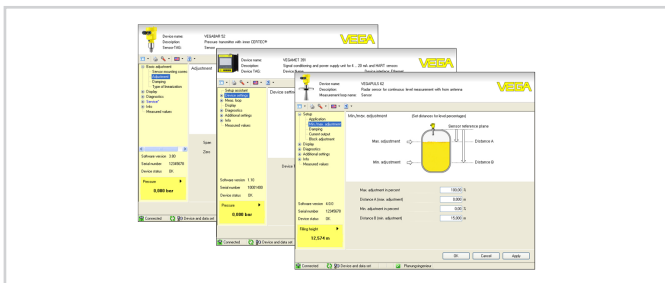 Device name VEGABAR 52
Description Pressure transmitter with inner CERTEC®
Sensor TAG Sensor
VEGA
Basic adjustment
Sensor mounting correc
Adjustment
Damping
Type of linearization
Display
Diagnostics
Service
Info
Measured values
Adjustment
Span
Zero
Software version 3.80
Serial number 12345678
Device status OK
Pressure
0,000 bar
Connected Device and data set
Device name VEGAMET 391
Description Signal conditioning and power supply unit for 4 ... 20 mA and HART sensors
Device TAG Device Name
VEGA
Setup assistant
Device settings
Meas. loop
Display
Diagnostics
Additional settings
Info
Measured values
Device setti
Device
Software version 1.10
Serial number
Device status OK
Pressure
0,000 bar
Connected Device and data set
Device name VEGAPULS 62
Description Radar sensor for continuous level measurement with horn antenna
Measurement loop name Sensor
VEGA
Setup
Application
Min./max. adjustment
Damping
Current output
Block adjustment
Display
Diagnostics
Additional settings
Info
Measured values
Min./max. adjustment (Set distances for level percentages)
Sensor reference plane
Max. adjustment
Distance A
Min. adjustment
Distance B
Max. adjustment in percent 100,00 %
Distance A (max. adjustment) 0,000 m
Min. adjustment in percent 0,00 %
Distance B (min. adjustment) 15,000 m
Software version
Serial number 12345678
Device status OK
Filling height
12,574 m
OK Cancel Apply
Connected Device and data set Planungsingenieur